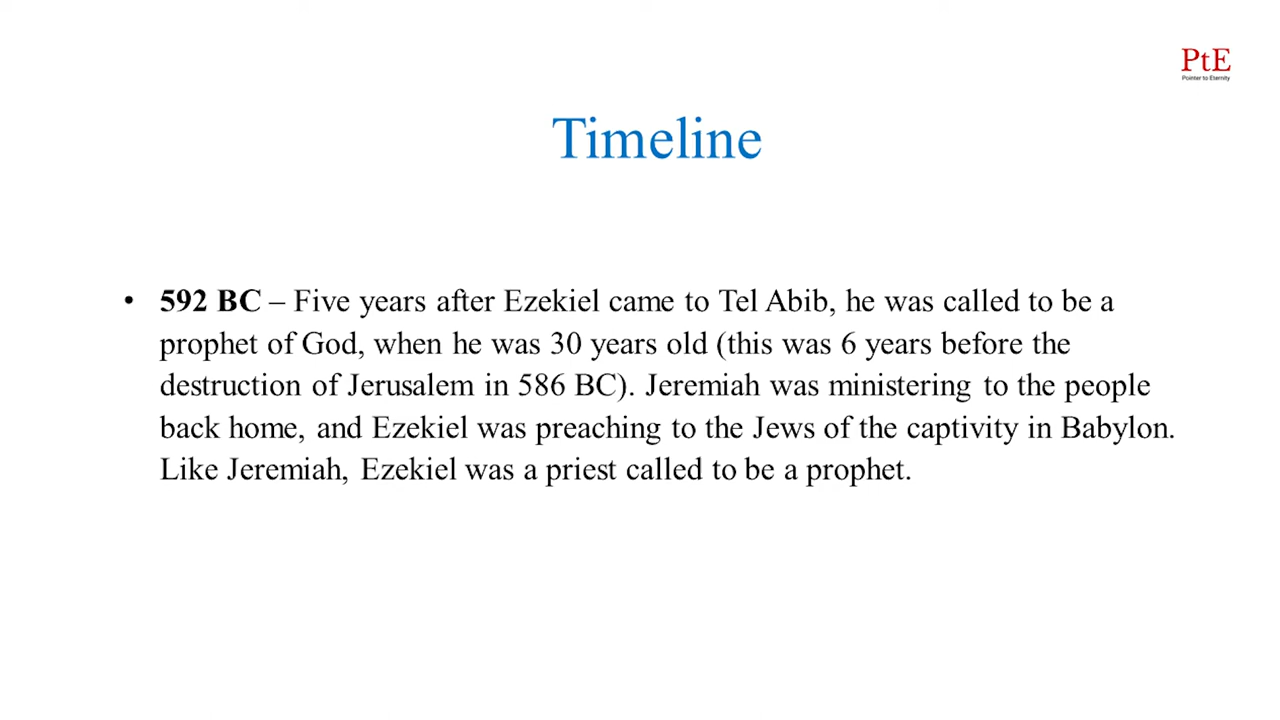 PtE
Pointer to Eternity
Timeline
• 592 BC – Five years after Ezekiel came to Tel Abib, he was called to be a
prophet of God, when he was 30 years old (this was 6 years before the
destruction of Jerusalem in 586 BC). Jeremiah was ministering to the people
back home, and Ezekiel was preaching to the Jews of the captivity in Babylon.
Like Jeremiah, Ezekiel was a priest called to be a prophet.